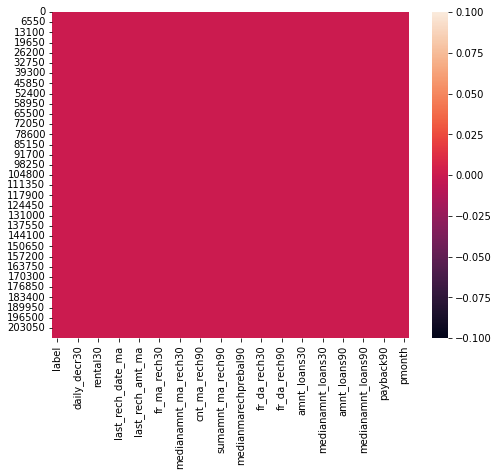 0
6550
13100
19650
26200
32750
39300
45850
52400
58950
65500
72050
78600
85150
91700
98250
104800
111350
117900
124450
131000
137550
144100
150650
157200
163750
170300
176850
183400
189950
196500
203050
label
daily_decr30
rental30
last_rech_date_ma
last_rech_amt_ma
fr_ma_rech30
medianamnt_ma_rech30
cnt_ma_rech90
sumamnt_ma_rech90
medianmarechprebal90
fr_da_rech30
fr_da_rech90
amnt_loans30
medianamnt_loans30
amnt_loans90
medianamnt_loans90
payback90
pmonth
0.100
0.075
0.050
0.025
0.000
−0.025
−0.050
−0.075
−0.100